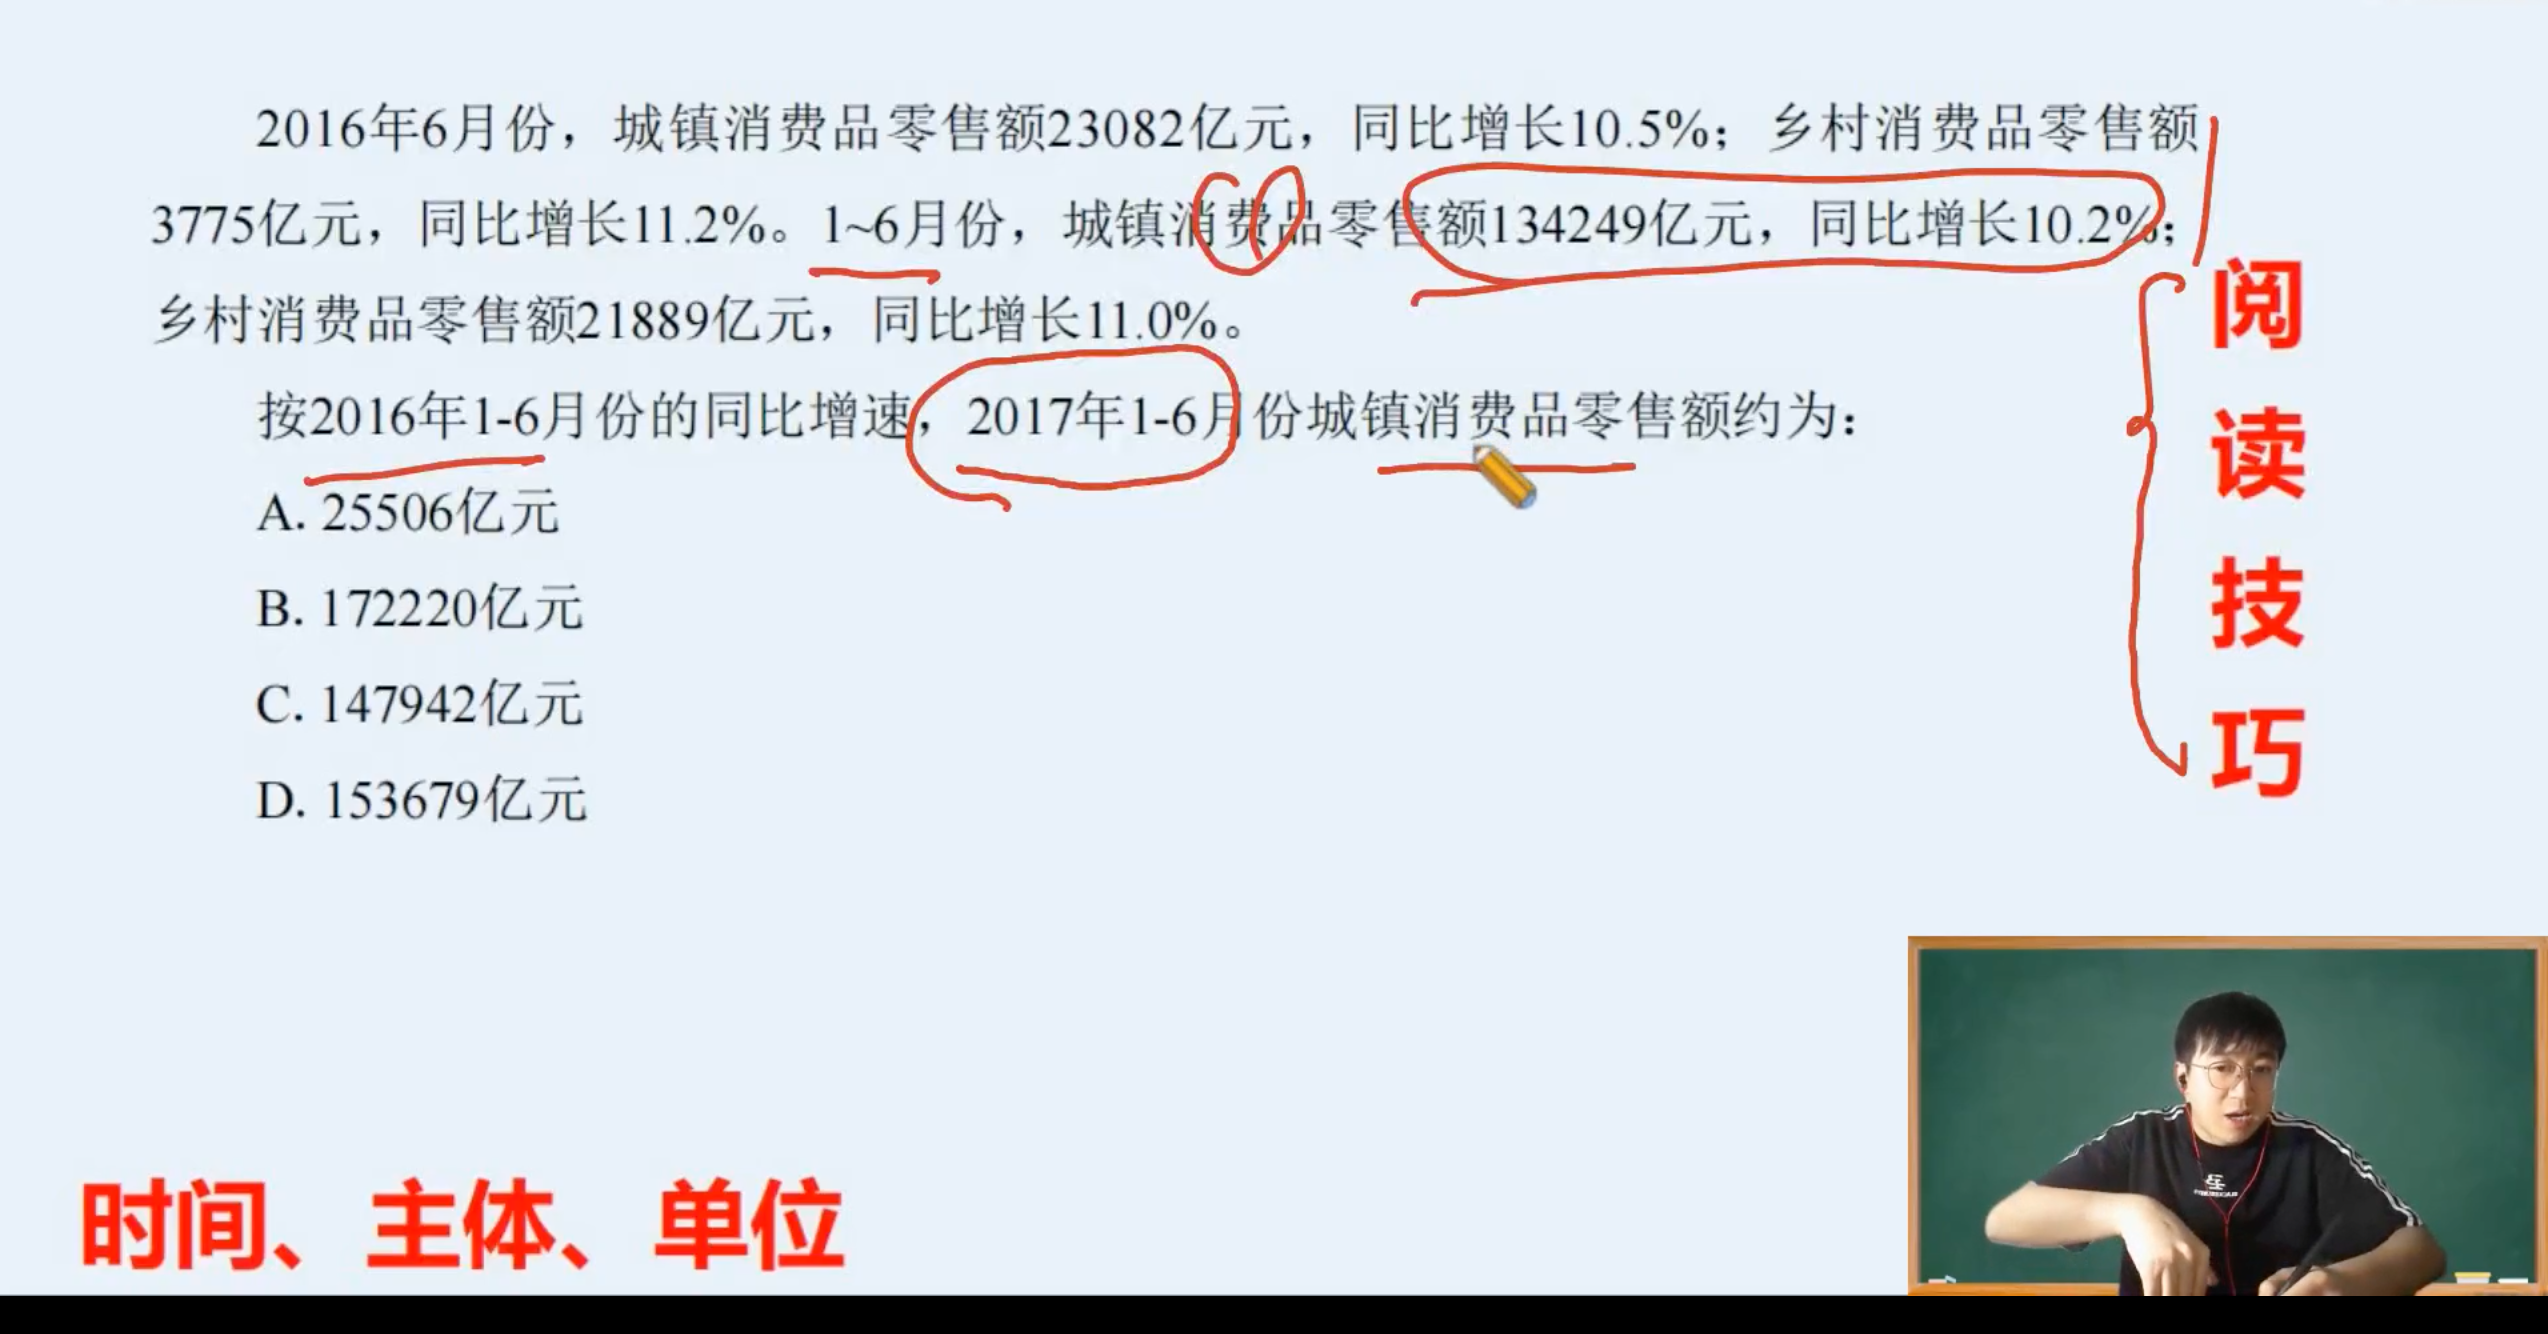 2016年6月份，城镇消费品零售额23082亿元，同比增长10.5%；乡村消费品零售额
3775亿元，同比增长11.2%。1~6月份，城镇消费品零售额134249亿元，同比增长10.2%；
乡村消费品零售额21889亿元，同比增长11.0%。
按2016年1-6月份的同比增速，2017年1-6月份城镇消费品零售额约为：
A. 25506亿元
B. 172220亿元
C. 147942亿元
D. 153679亿元
阅
读
技
巧
时间、主体、单位